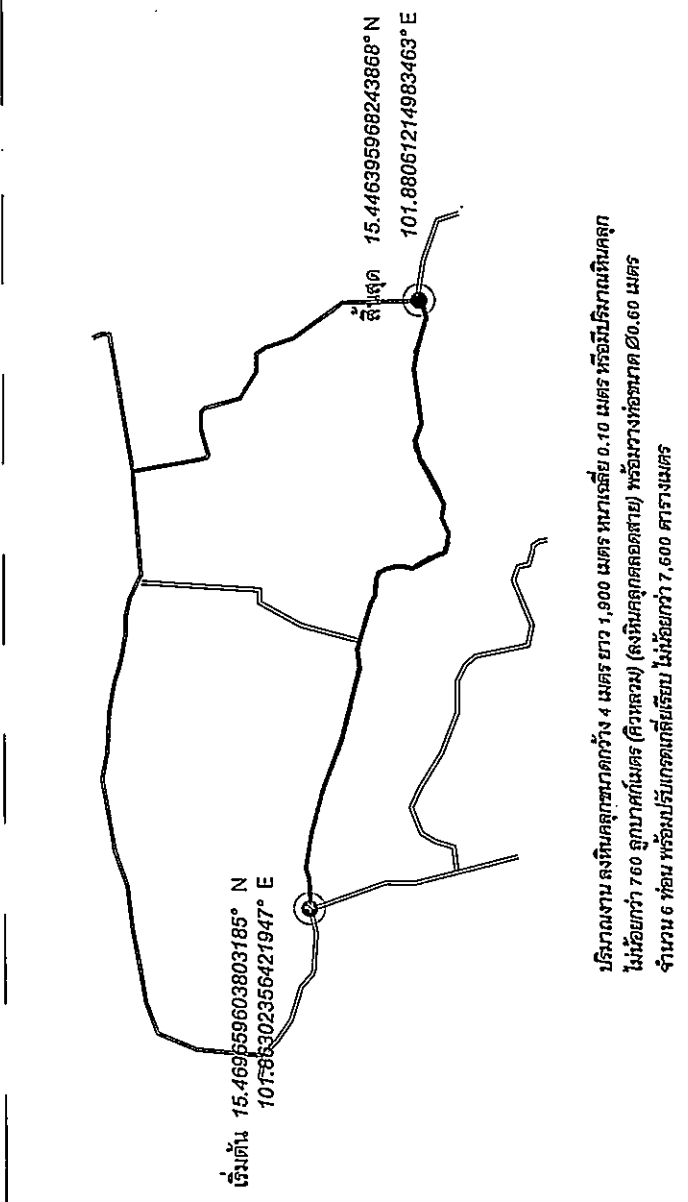 เริ่มต้น 15.469659603803185° N
101.86302356421947° E
สิ้นสุด 15.446395968243868° N
101.88061214983463° E
ปริมาณงาน ลงหินคลุกขนาดกว้าง 4 เมตร ยาว 1,900 เมตร หนาเฉลี่ย 0.10 เมตร หรือมีปริมาณหินคลุก
ไม่น้อยกว่า 760 ลูกบาศก์เมตร (คิวหลวม) (ลงหินคลุกตลอดสาย) พร้อมวางท่อขนาด Ø0.60 เมตร
จำนวน 6 ท่อน พร้อมปรับเกรดเกลี่ยเรียบ ไม่น้อยกว่า 7,600 ตารางเมตร